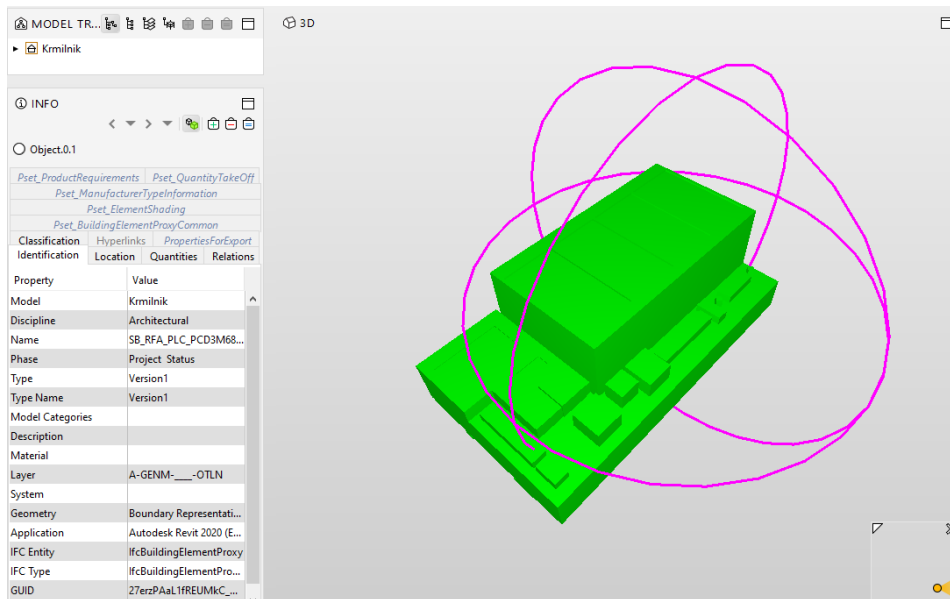 MODEL TR...
3D
Krmilnik
INFO
Object.0.1
Pset_ProductRequirements Pset_QuantityTakeOff
Pset_ManufacturerTypeInformation
Pset_ElementShading
Pset_BuildingElementProxyCommon
Classification Hyperlinks PropertiesForExport
Identification Location Quantities Relations
Property Value
Model Krmilnik
Discipline Architectural
Name SB_RFA_PLC_PCD3M68...
Phase Project Status
Type Version1
Type Name Version1
Model Categories
Description
Material
Layer A-GENM-___-OTLN
System
Geometry Boundary Representati...
Application Autodesk Revit 2020 (E...
IFC Entity IfcBuildingElementProxy
IFC Type IfcBuildingElementPro...
GUID 27erzPAaL1fREUMkC_...